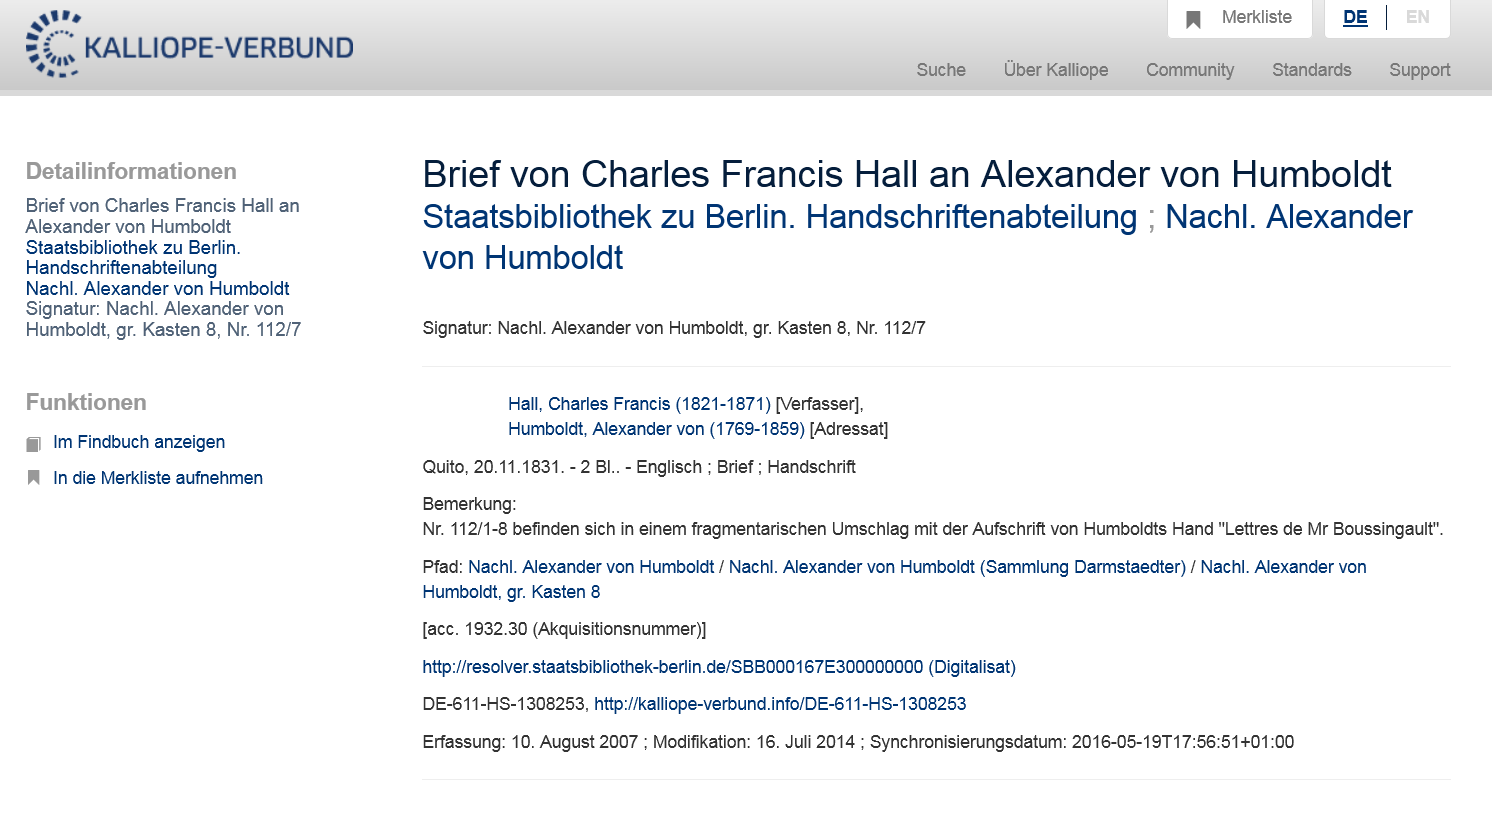 KALLIOPE-VERBUND
Merkliste
DE
EN
Suche
Über Kalliope
Community
Standards
Support
Detailinformationen
Brief von Charles Francis Hall an
Alexander von Humboldt
Staatsbibliothek zu Berlin.
Handschriftenabteilung
Nachl. Alexander von Humboldt
Signatur: Nachl. Alexander von
Humboldt, gr. Kasten 8, Nr. 112/7
Funktionen
Im Findbuch anzeigen
In die Merkliste aufnehmen
Brief von Charles Francis Hall an Alexander von Humboldt
Staatsbibliothek zu Berlin. Handschriftenabteilung ; Nachl. Alexander
von Humboldt
Signatur: Nachl. Alexander von Humboldt, gr. Kasten 8, Nr. 112/7
Hall, Charles Francis (1821-1871) [Verfasser],
Humboldt, Alexander von (1769-1859) [Adressat]
Quito, 20.11.1831. - 2 Bl.. - Englisch ; Brief ; Handschrift
Bemerkung:
Nr. 112/1-8 befinden sich in einem fragmentarischen Umschlag mit der Aufschrift von Humboldts Hand "Lettres de Mr Boussingault".
Pfad: Nachl. Alexander von Humboldt / Nachl. Alexander von Humboldt (Sammlung Darmstaedter) / Nachl. Alexander von
Humboldt, gr. Kasten 8
[acc. 1932.30 (Akquisitionsnummer)]
http://resolver.staatsbibliothek-berlin.de/SBB000167E300000000 (Digitalisat)
DE-611-HS-1308253, http://kalliope-verbund.info/DE-611-HS-1308253
Erfassung: 10. August 2007 ; Modifikation: 16. Juli 2014 ; Synchronisierungsdatum: 2016-05-19T17:56:51+01:00